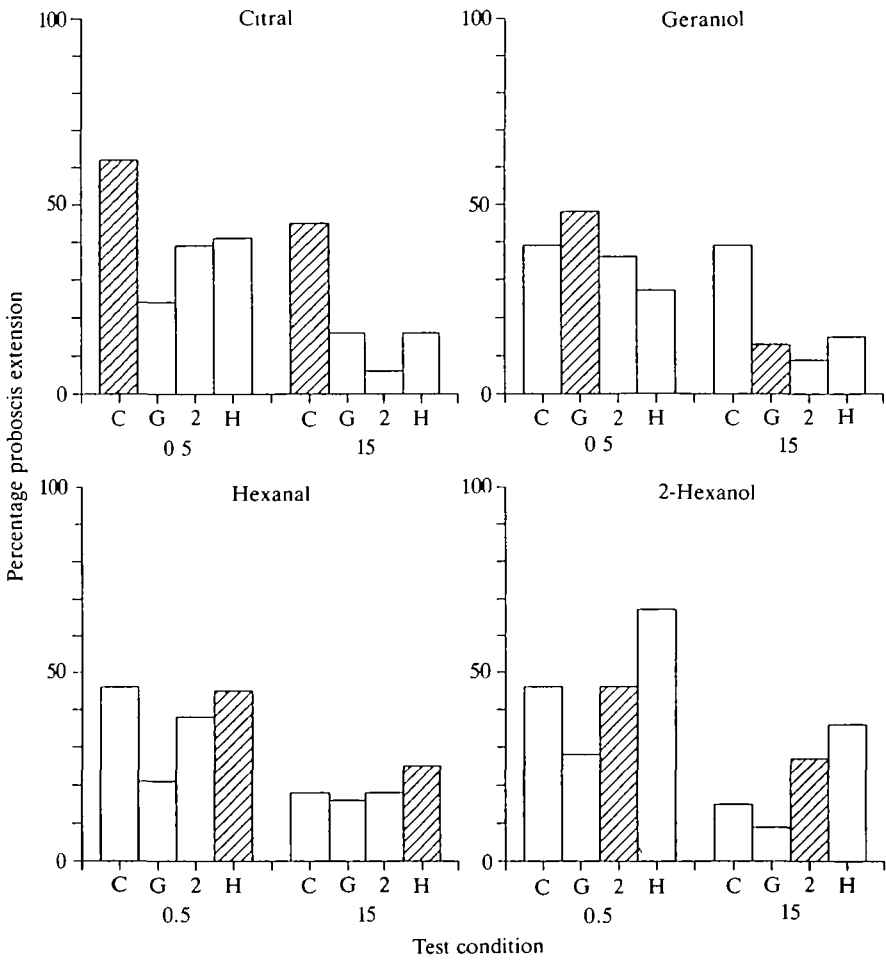 Citral
Geraniol
100
50
0
C G 2 H C G 2 H
0 5 15
100
50
0
C G 2 H C G 2 H
0 5 15
Percentage proboscis extension
Hexanal
2-Hexanol
100
50
0
C G 2 H C G 2 H
0.5 15
100
50
0
C G 2 H C G 2 H
0.5 15
Test condition